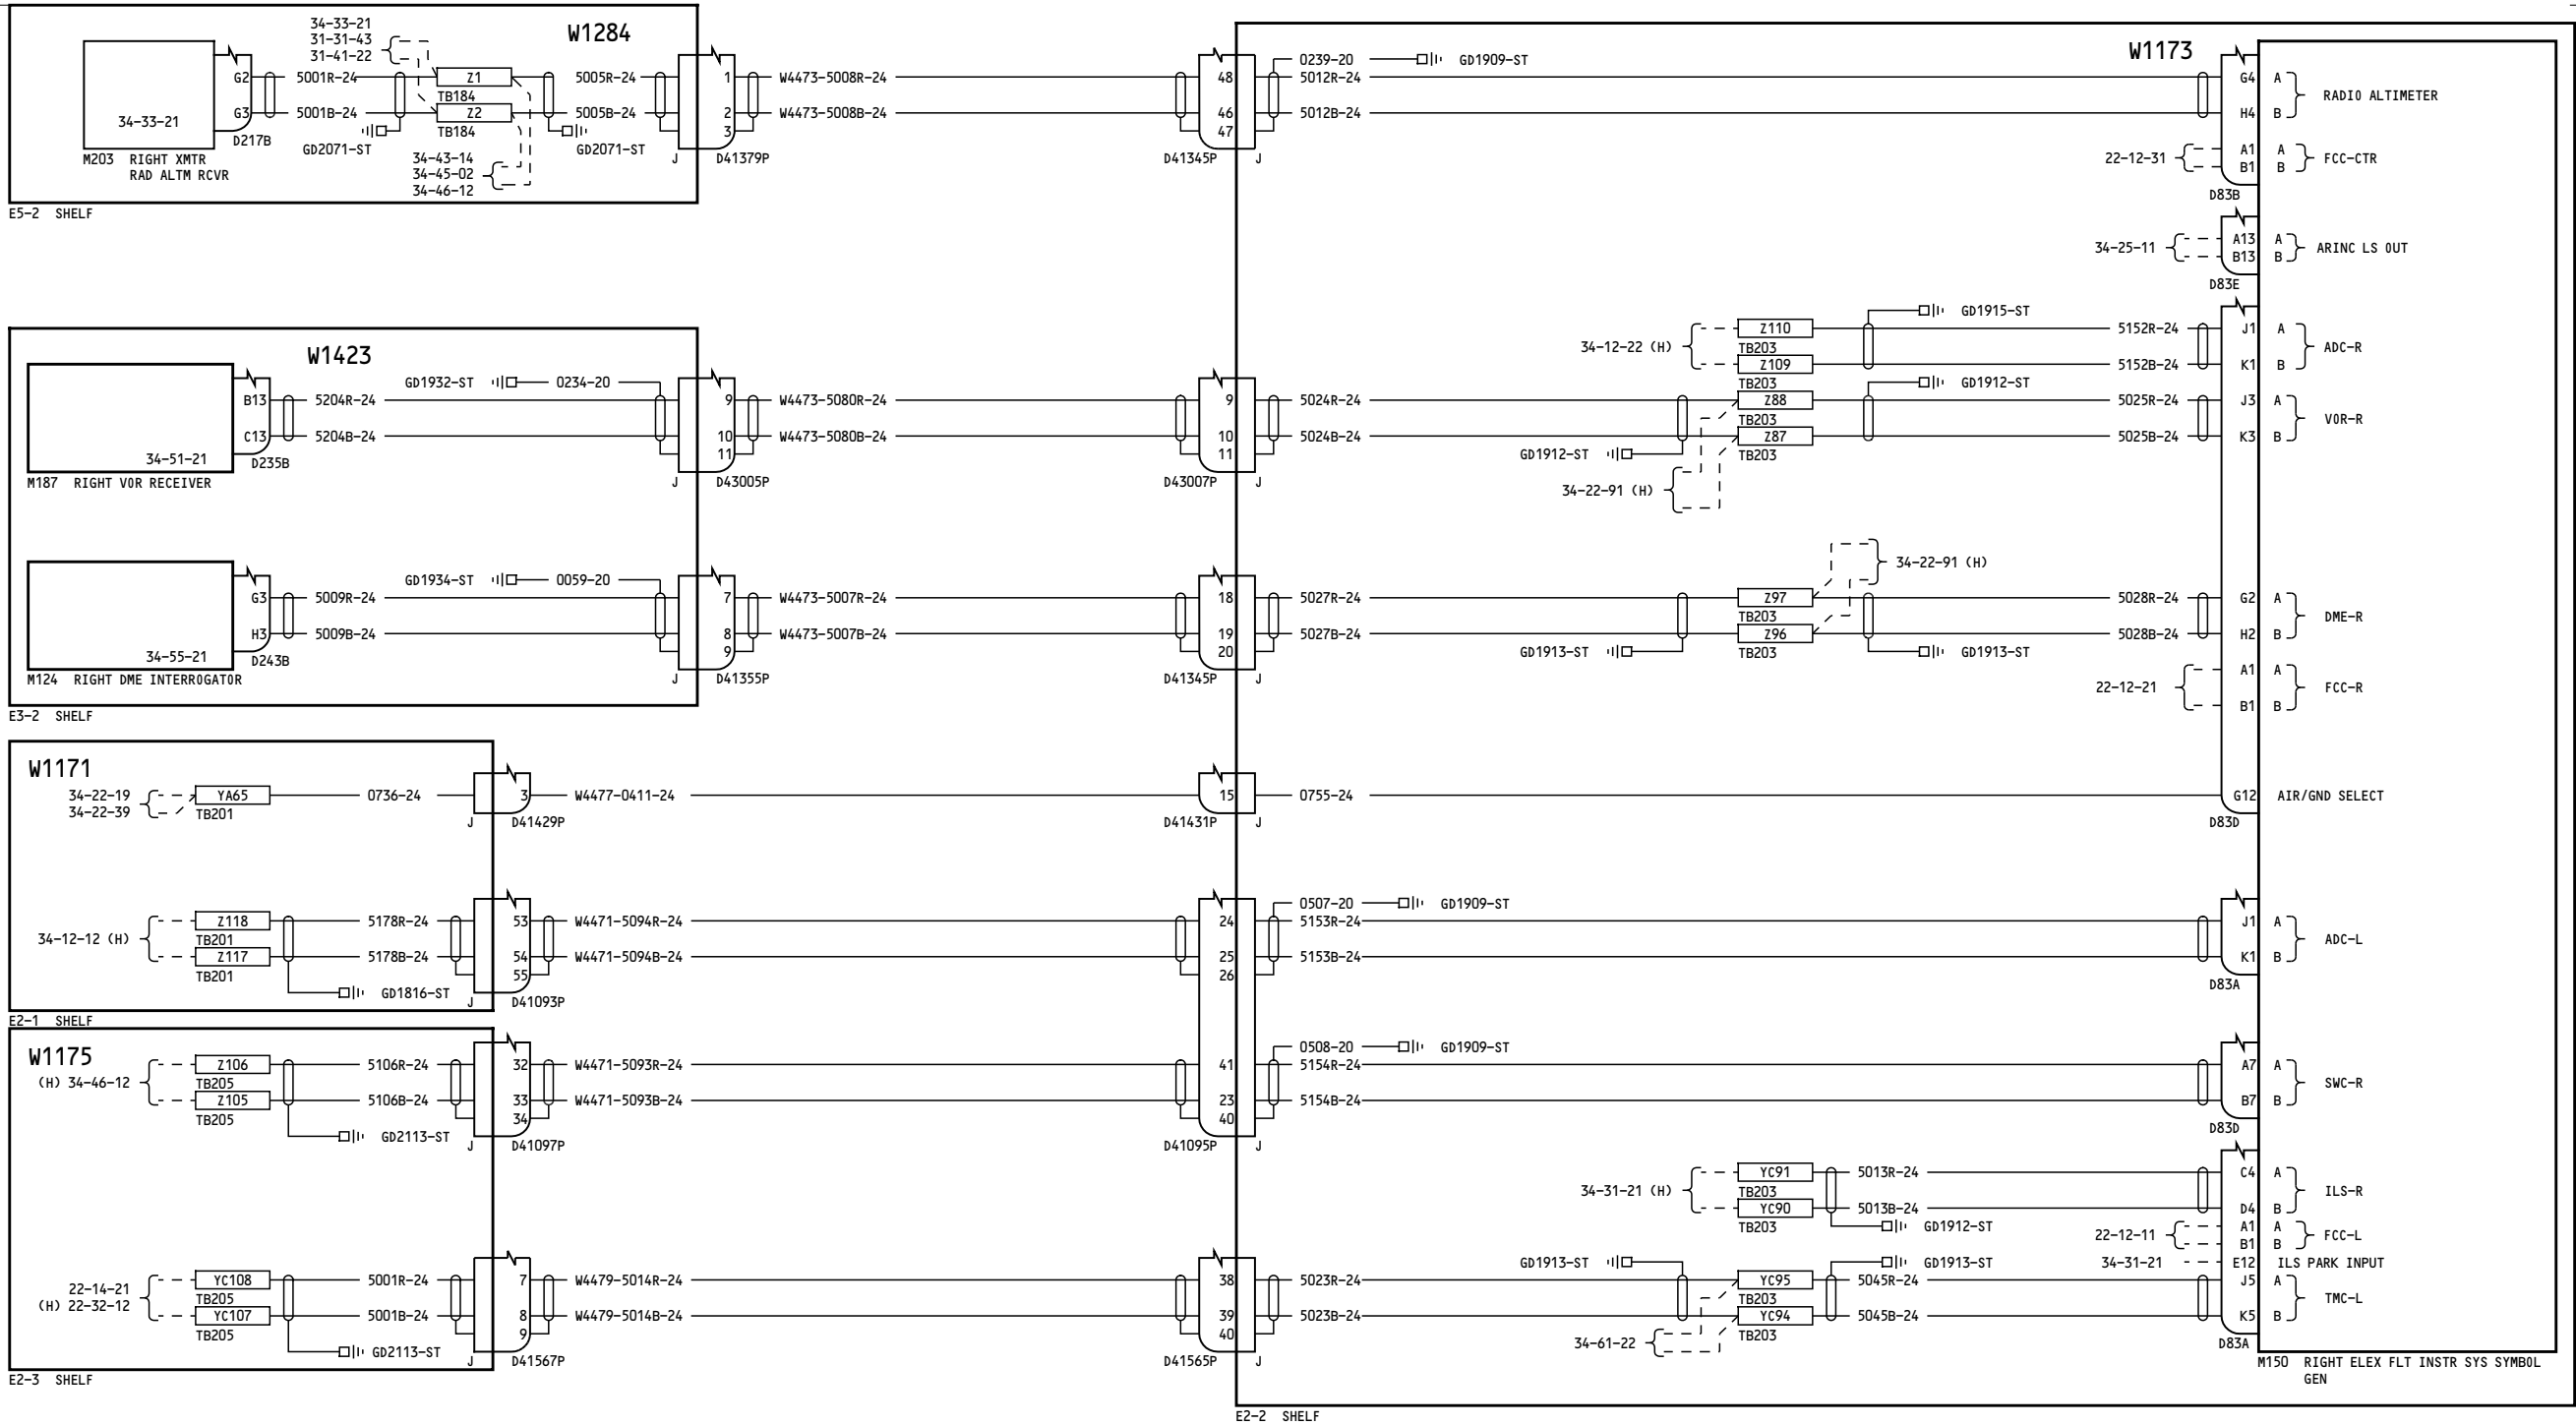 34-33-21
31-31-43
31-41-22
W1284
G2 5001R-24 Z1 5005R-24 1 W4473-5008R-24
TB184
G3 5001B-24 Z2 5005B-24 2 W4473-5008B-24
TB184
3
34-33-21
D217B
GD2071-ST
GD2071-ST
M203 RIGHT XMTR
RAD ALTM RCVR
34-43-14
34-45-02
34-46-12
J D41379P
E5-2 SHELF
W1173
0239-20 GD1909-ST
48 5012R-24 G4 A
46 5012B-24 H4 B
47
RADIO ALTIMETER
D41345P J
22-12-31
A1 A
B1 B
FCC-CTR
D83B
34-25-11
A13 A
B13 B
ARINC LS OUT
D83E
W1423
GD1932-ST 0234-20
B13 5204R-24 9 W4473-5080R-24
C13 5204B-24 10 W4473-5080B-24
11
34-51-21
D235B
M187 RIGHT VOR RECEIVER
J D43005P
GD1915-ST
34-12-22 (H)
Z110 5152R-24 J1 A
TB203
Z109 5152B-24 K1 B
TB203
ADC-R
GD1912-ST
9 5024R-24 Z88 5025R-24 J3 A
TB203
10 5024B-24 Z87 5025B-24 K3 B
11
TB203
VOR-R
GD1912-ST
D43007P J
34-22-91 (H)
GD1934-ST 0059-20
G3 5009R-24 7 W4473-5007R-24
H3 5009B-24 8 W4473-5007B-24
9
34-55-21
D243B
M124 RIGHT DME INTERROGATOR
J D41355P
E3-2 SHELF
34-22-91 (H)
18 5027R-24 Z97 5028R-24 G2 A
TB203
19 5027B-24 Z96 5028B-24 H2 B
20
TB203
DME-R
GD1913-ST
GD1913-ST
D41345P J
22-12-21
A1 A
B1 B
FCC-R
W1171
34-22-19
34-22-39
YA65 0736-24 3 W4477-0411-24 15 0755-24 G12 AIR/GND SELECT
TB201
J D41429P
D41431P J
D83D
34-12-12 (H)
Z118 5178R-24 53 W4471-5094R-24
TB201
Z117 5178B-24 54 W4471-5094B-24
55
TB201
GD1816-ST
J D41093P
E2-1 SHELF
0507-20 GD1909-ST
24 5153R-24 J1 A
25 5153B-24 K1 B
26
ADC-L
D83A
W1175
(H) 34-46-12
Z106 5106R-24 32 W4471-5093R-24
TB205
Z105 5106B-24 33 W4471-5093B-24
34
TB205
GD2113-ST
J D41097P
0508-20 GD1909-ST
41 5154R-24 A7 A
23 5154B-24 B7 B
40
SWC-R
D41095P J
D83D
34-31-21 (H)
YC91 5013R-24 C4 A
TB203
YC90 5013B-24 D4 B
TB203
ILS-R
GD1912-ST
22-12-11
A1 A
B1 B
FCC-L
34-31-21 E12 ILS PARK INPUT
22-14-21
(H) 22-32-12
YC108 5001R-24 7 W4479-5014R-24
TB205
YC107 5001B-24 8 W4479-5014B-24
9
TB205
GD2113-ST
J D41567P
E2-3 SHELF
GD1913-ST
GD1913-ST
38 5023R-24 YC95 5045R-24 J5 A
TB203
39 5023B-24 YC94 5045B-24 K5 B
40
TB203
TMC-L
34-61-22
D41565P J
D83A
M150 RIGHT ELEX FLT INSTR SYS SYMBOL
GEN
E2-2 SHELF